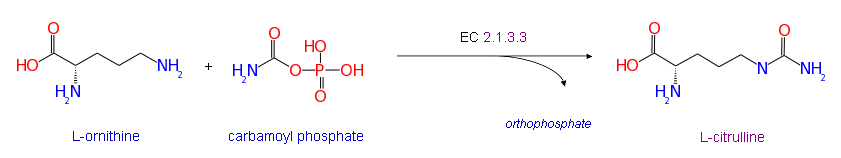 O
HO
H2N
NH2
L-ornithine
+
O
H2N
O
P
HO
OH
O
carbamoyl phosphate
EC 2.1.3.3
orthophosphate
O
HO
H2N
N
O
NH2
L-citrulline